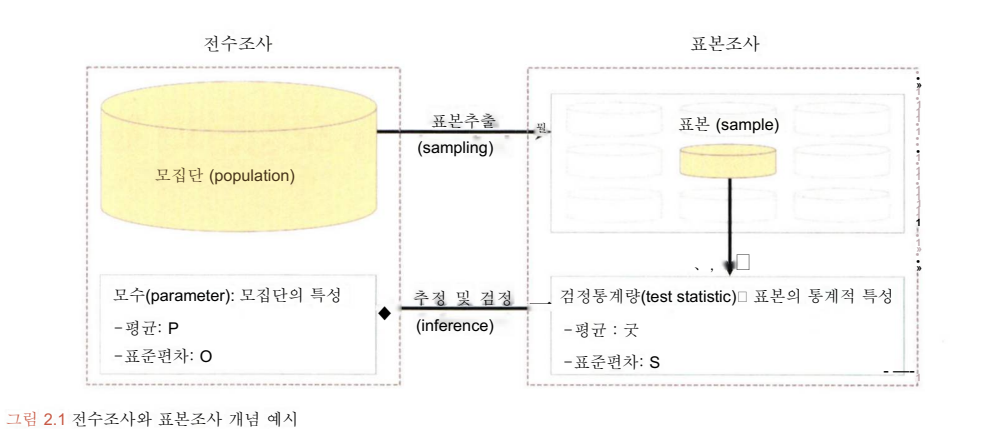 전수조사
표본조사
표본추출
(sampling)
표본 (sample)
모집단 (population)
모수(parameter): 모집단의 특성
-평균: P
-표준편차: O
추정 및 검정
(inference)
검정통계량(test statistic)□ 표본의 통계적 특성
-평균 : 굿
-표준편차: S
그림 2.1 전수조사와 표본조사 개념 예시